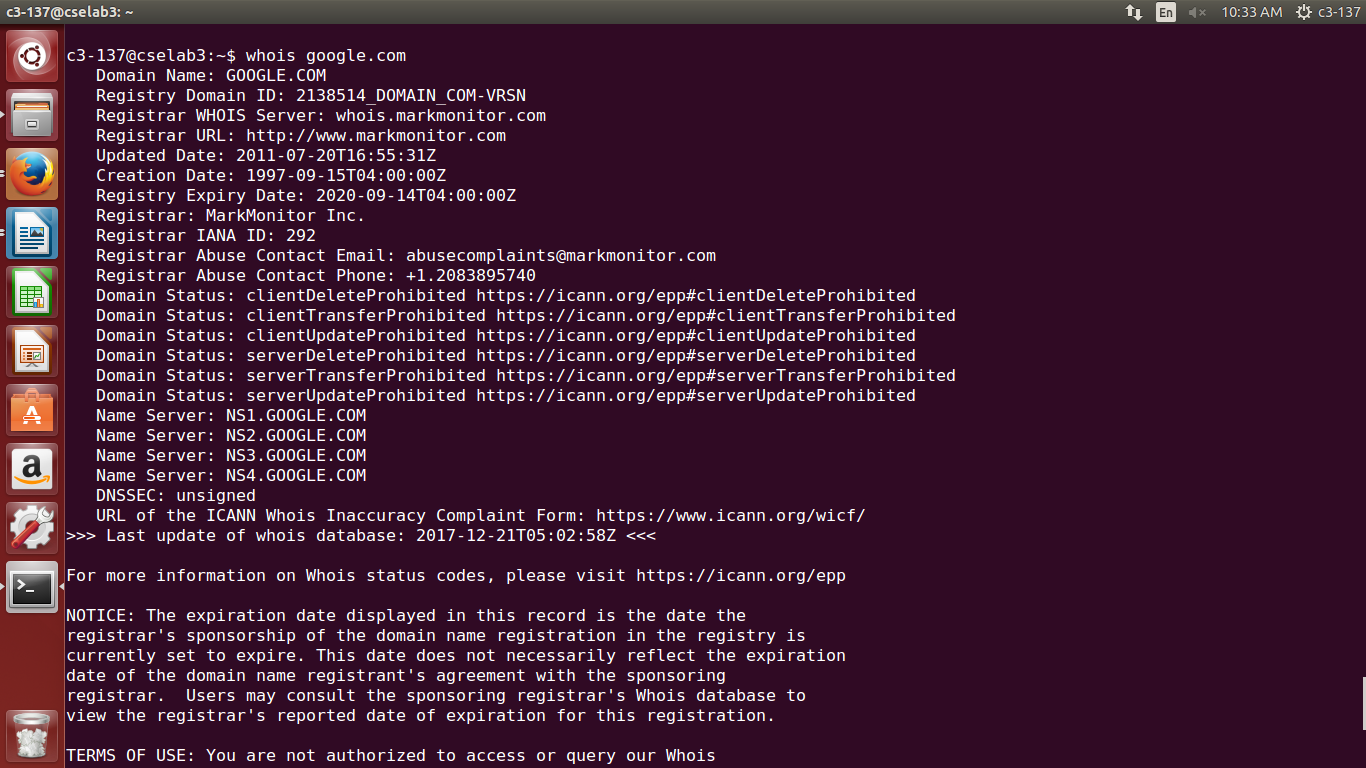 c3-137@cselab3: ~
En
10:33 AM
c3-137
c3-137@cselab3:~$ whois google.com
Domain Name: GOOGLE.COM
Registry Domain ID: 2138514_DOMAIN_COM-VRSN
Registrar WHOIS Server: whois.markmonitor.com
Registrar URL: http://www.markmonitor.com
Updated Date: 2011-07-20T16:55:31Z
Creation Date: 1997-09-15T04:00:00Z
Registry Expiry Date: 2020-09-14T04:00:00Z
Registrar: MarkMonitor Inc.
Registrar IANA ID: 292
Registrar Abuse Contact Email: abusecomplaints@markmonitor.com
Registrar Abuse Contact Phone: +1.2083895740
Domain Status: clientDeleteProhibited https://icann.org/epp#clientDeleteProhibited
Domain Status: clientTransferProhibited https://icann.org/epp#clientTransferProhibited
Domain Status: clientUpdateProhibited https://icann.org/epp#clientUpdateProhibited
Domain Status: serverDeleteProhibited https://icann.org/epp#serverDeleteProhibited
Domain Status: serverTransferProhibited https://icann.org/epp#serverTransferProhibited
Domain Status: serverUpdateProhibited https://icann.org/epp#serverUpdateProhibited
Name Server: NS1.GOOGLE.COM
Name Server: NS2.GOOGLE.COM
Name Server: NS3.GOOGLE.COM
Name Server: NS4.GOOGLE.COM
DNSSEC: unsigned
URL of the ICANN Whois Inaccuracy Complaint Form: https://www.icann.org/wicf/
>>> Last update of whois database: 2017-12-21T05:02:58Z <<<
For more information on Whois status codes, please visit https://icann.org/epp
NOTICE: The expiration date displayed in this record is the date the
registrar's sponsorship of the domain name registration in the registry is
currently set to expire. This date does not necessarily reflect the expiration
date of the domain name registrant's agreement with the sponsoring
registrar.  Users may consult the sponsoring registrar's Whois database to
view the registrar's reported date of expiration for this registration.
TERMS OF USE: You are not authorized to access or query our Whois